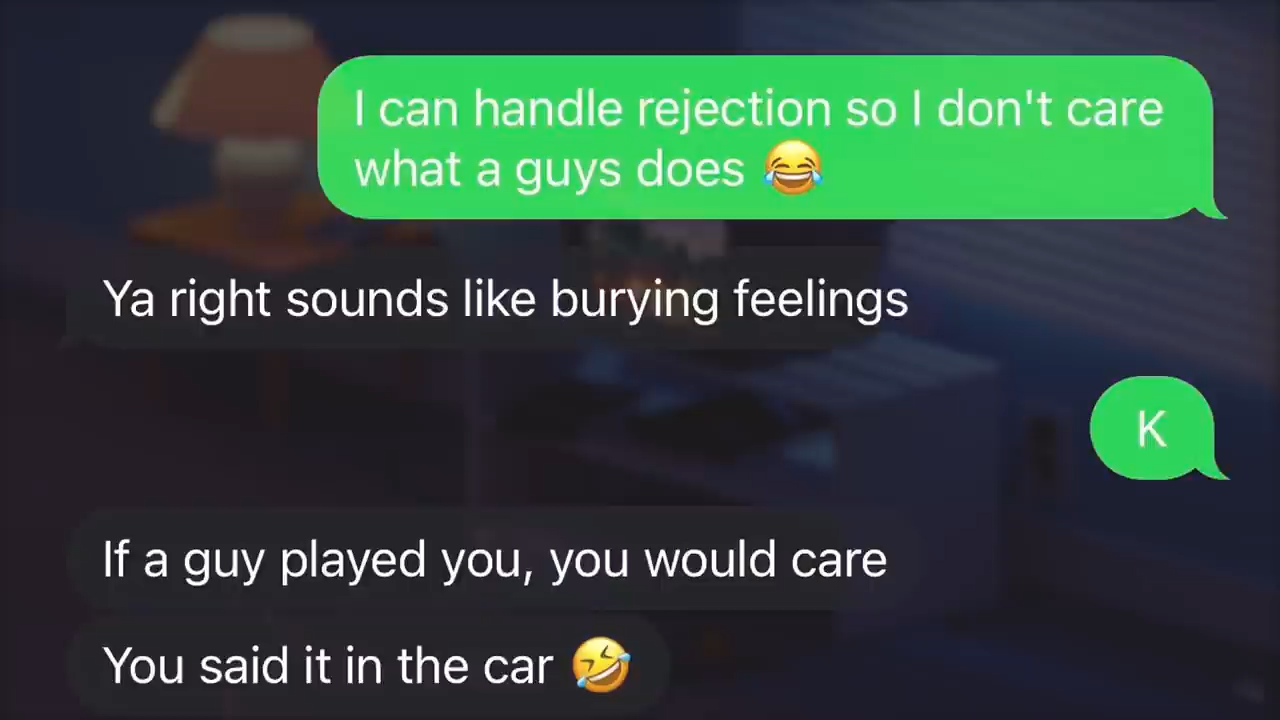 I can handle rejection so I don't care
what a guys does 😂
Ya right sounds like burying feelings
K
If a guy played you, you would care
You said it in the car 🤣